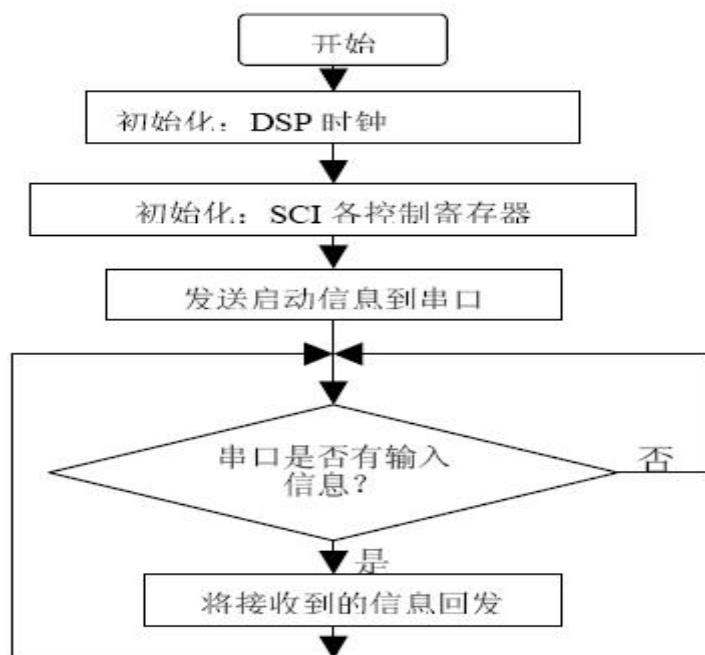 开始
初始化：DSP 时钟
初始化：SCI 各控制寄存器
发送启动信息到串口
串口是否有输入
信息？
否
是
将接收到的信息回发